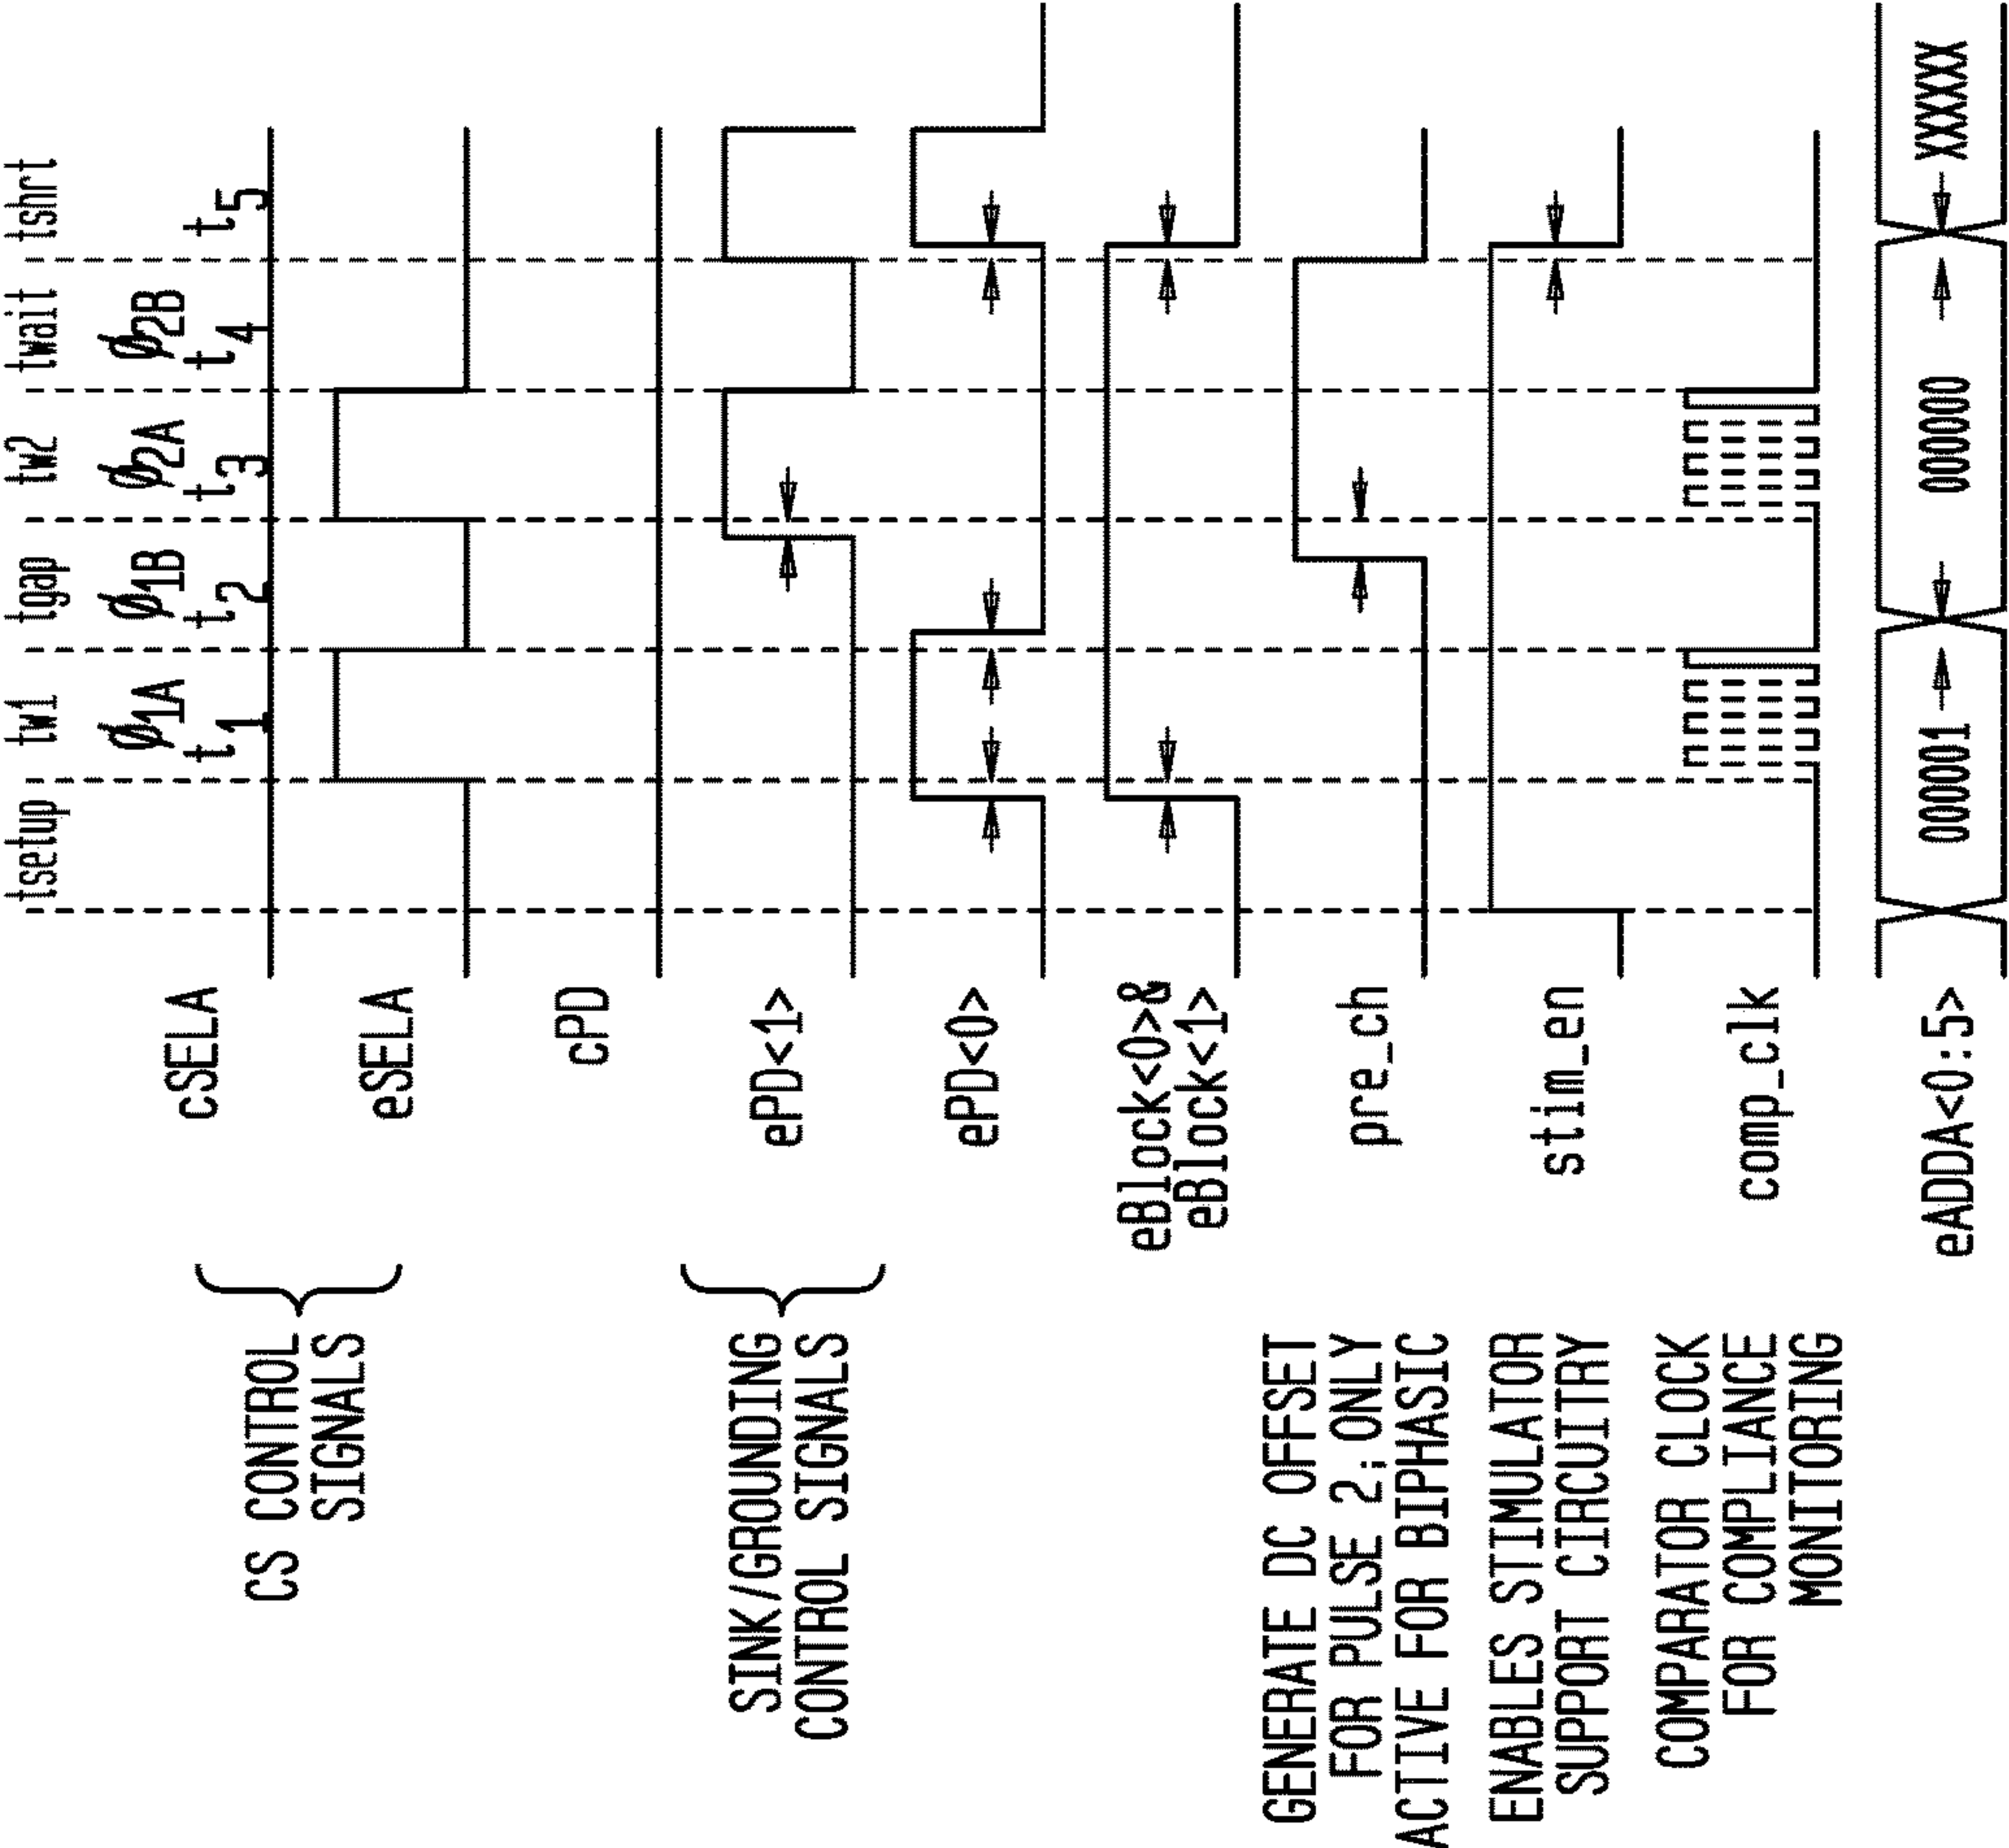 tsetup tw1 tgap tw2 twait tshrt
Ø1A Ø1B Ø2A Ø2B
t1 t2 t3 t4 t5
CS CONTROL
SIGNALS
cSELA
eSELA
cPD
SINK/GROUNDING
CONTROL SIGNALS
ePD<1>
ePD<0>
eBlock<0>&
eBlock<1>
GENERATE DC OFFSET
FOR PULSE 2; ONLY
ACTIVE FOR BIPHASIC
pre_ch
ENABLES STIMULATOR
SUPPORT CIRCUITRY
stim_en
COMPARATOR CLOCK
FOR COMPLIANCE
MONITORING
comp_clk
eADDA<0:5> 000001 000000 XXXXXX